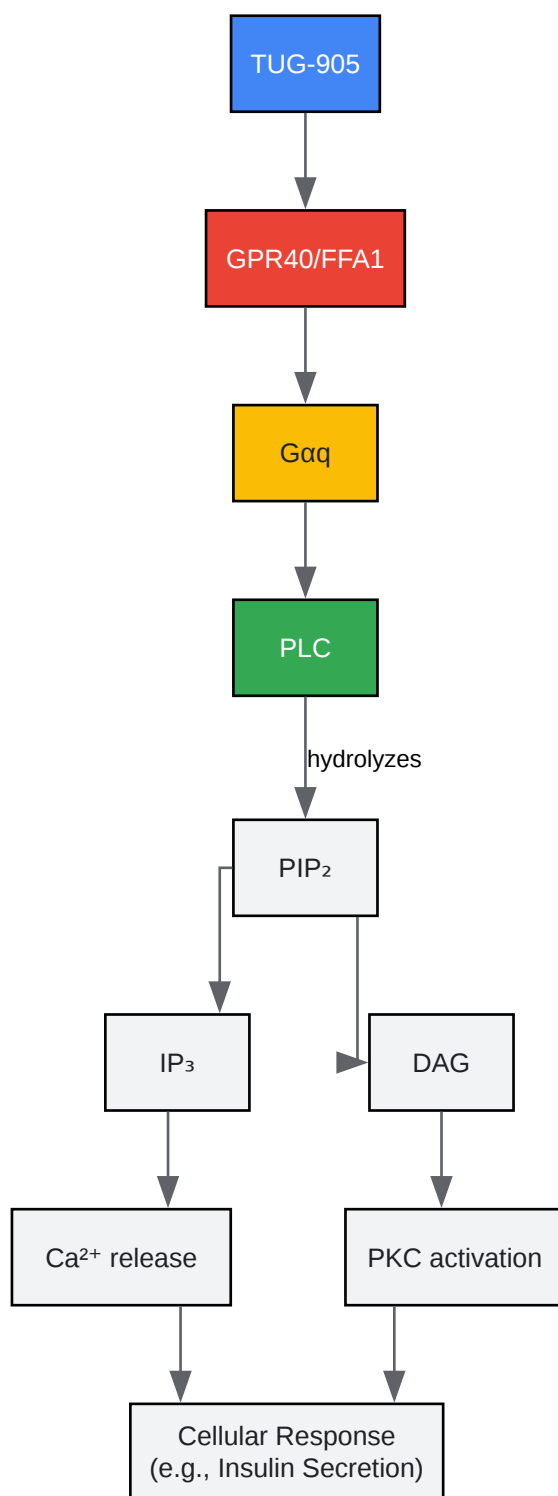 TUG-905
GPR40/FFA1
Gαq
PLC
hydrolyzes
PIP₂
IP₃
DAG
Ca²⁺ release
PKC activation
Cellular Response
(e.g., Insulin Secretion)